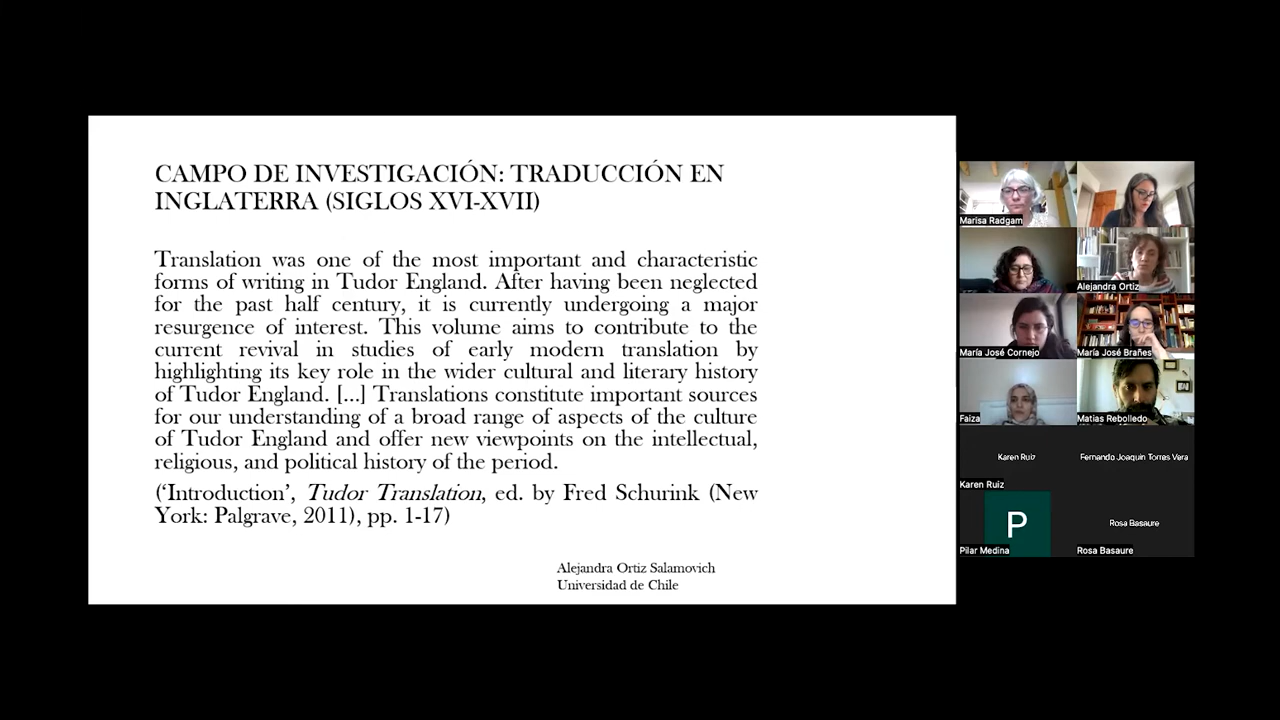 CAMPO DE INVESTIGACIÓN: TRADUCCIÓN EN
INGLATERRA (SIGLOS XVI-XVII)
Translation was one of the most important and characteristic
forms of writing in Tudor England. After having been neglected
for the past half century, it is currently undergoing a major
resurgence of interest. This volume aims to contribute to the
current revival in studies of early modern translation by
highlighting its key role in the wider cultural and literary history
of Tudor England. [...] Translations constitute important sources
for our understanding of a broad range of aspects of the culture
of Tudor England and offer new viewpoints on the intellectual,
religious, and political history of the period.
(‘Introduction’, Tudor Translation, ed. by Fred Schurink (New
York: Palgrave, 2011), pp. 1-17)
Alejandra Ortiz Salamovich
Universidad de Chile
Marisa Radgam
Alejandra Ortiz
María José Cornejo
María José Brañes
Faiza
Matias Rebolledo
Karen Ruiz
Fernando Joaquin Torres Vera
Karen Ruiz
P
Rosa Basaure
Pilar Medina
Rosa Basaure